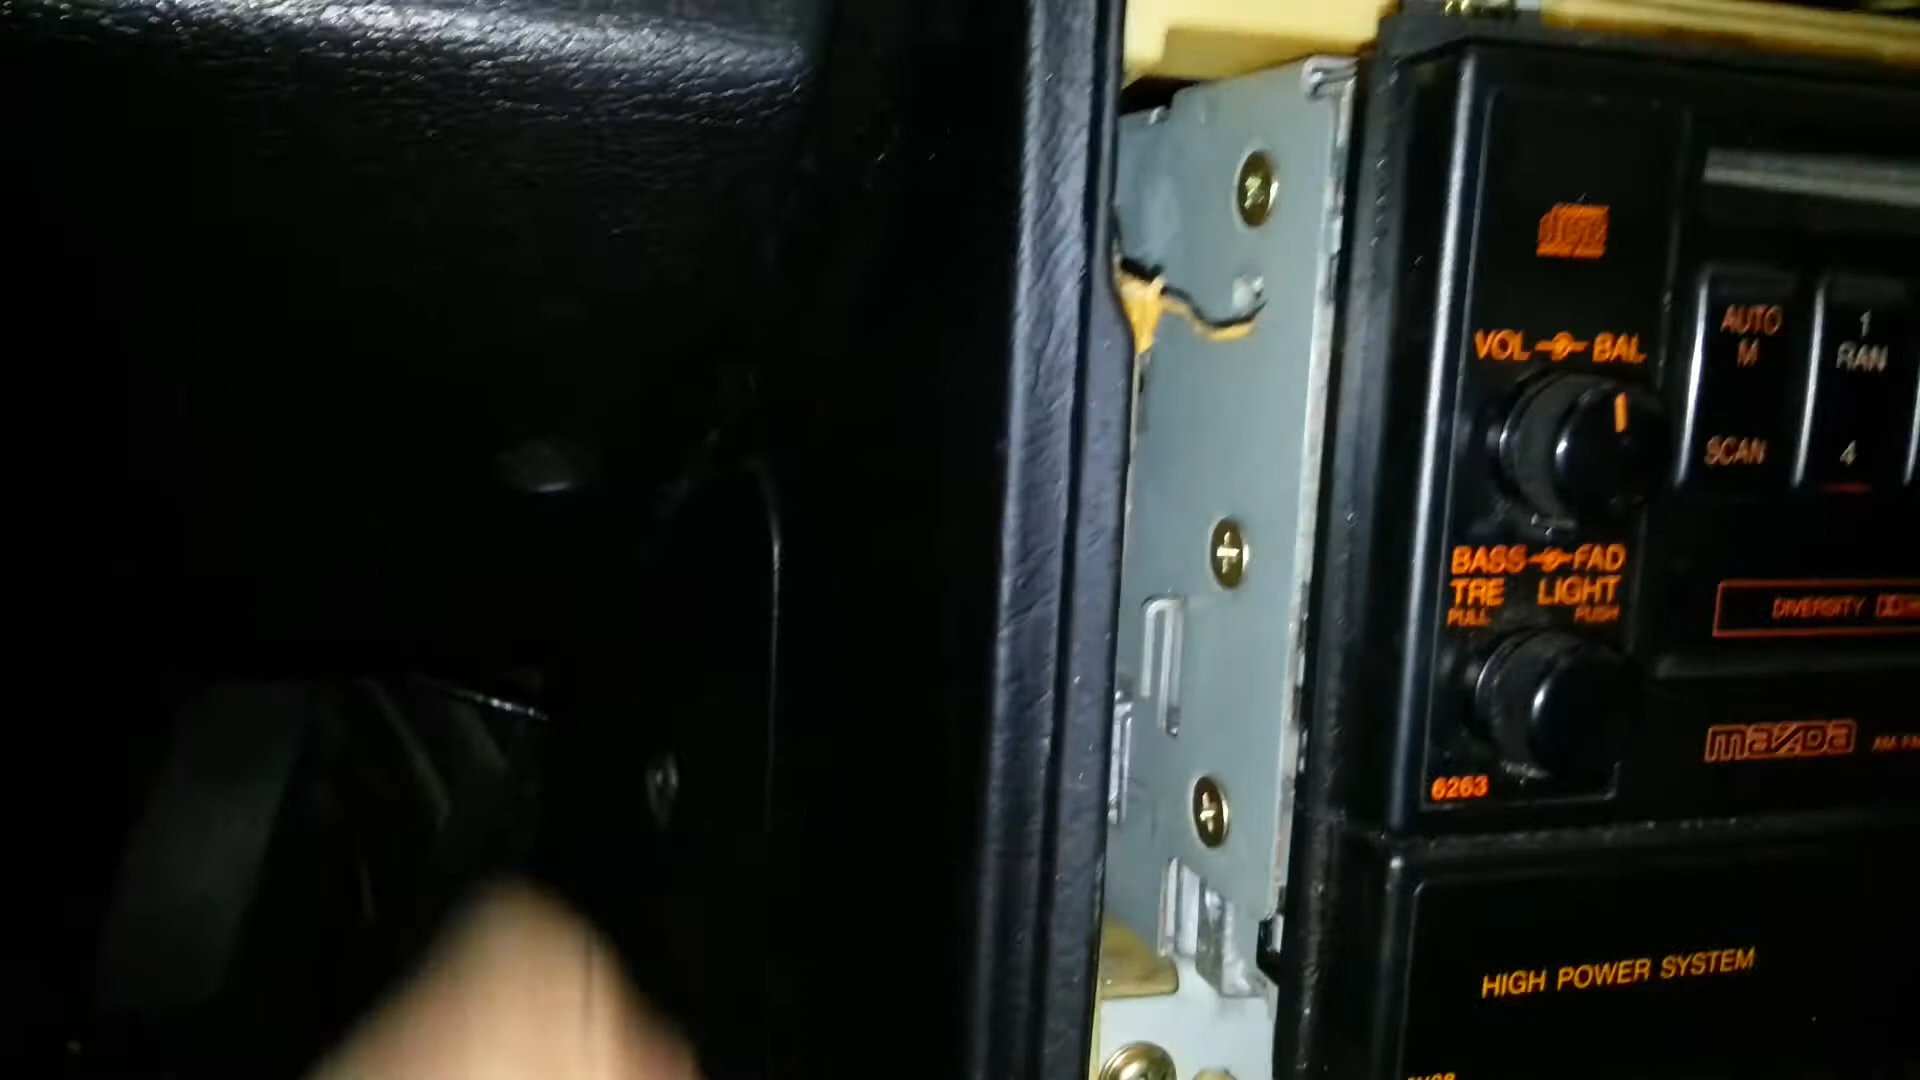 disc
VOL BAL
AUTO
M
1
RAN
SCAN
4
BASS FAD
TRE LIGHT
PULL PUSH
DIVERSITY
mazda
6263
HIGH POWER SYSTEM